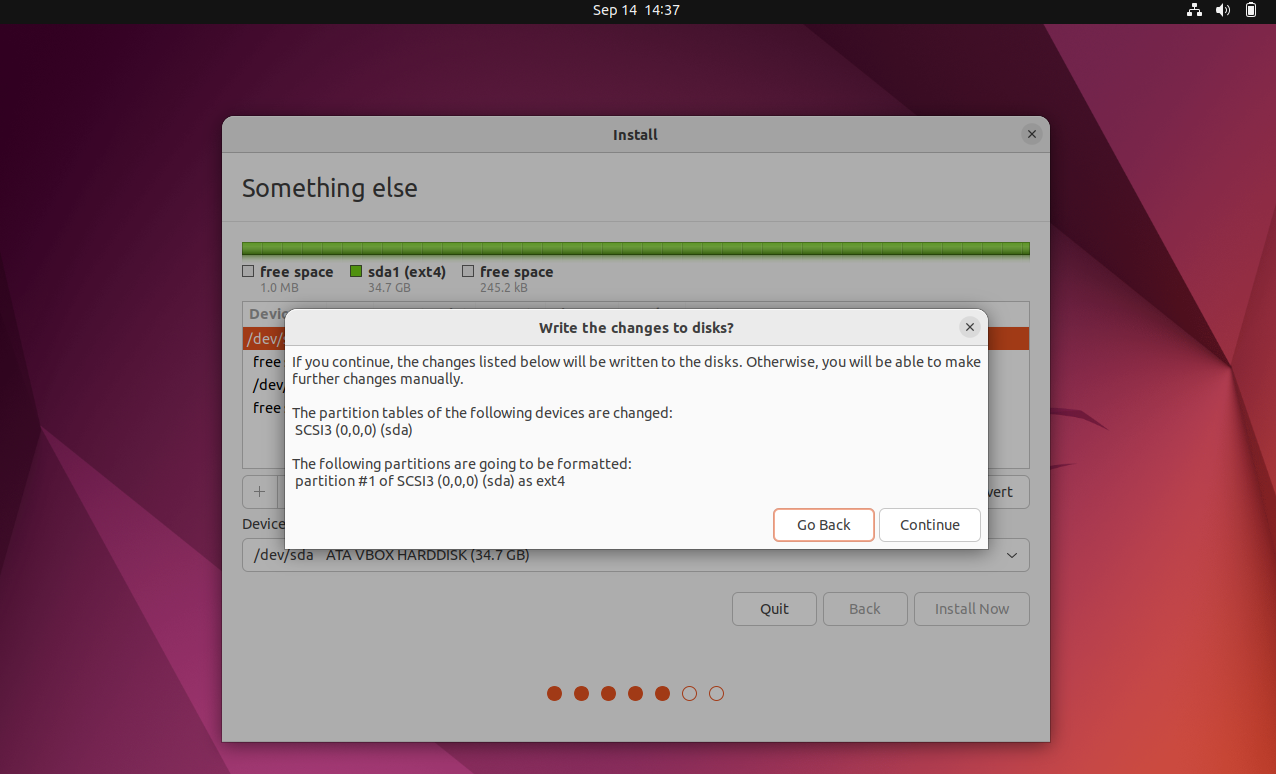 Sep 14 14:37
Install
Something else
free space
sda1 (ext4)
free space
1.0 MB
34.7 GB
245.2 kB
Write the changes to disks?
If you continue, the changes listed below will be written to the disks. Otherwise, you will be able to make
further changes manually.
The partition tables of the following devices are changed:
SCSI3 (0,0,0) (sda)
The following partitions are going to be formatted:
partition #1 of SCSI3 (0,0,0) (sda) as ext4
Go Back
Continue
free
free
+
Device
/dev/sda ATA VBOX HARDDISK (34.7 GB)
Quit
Back
Install Now